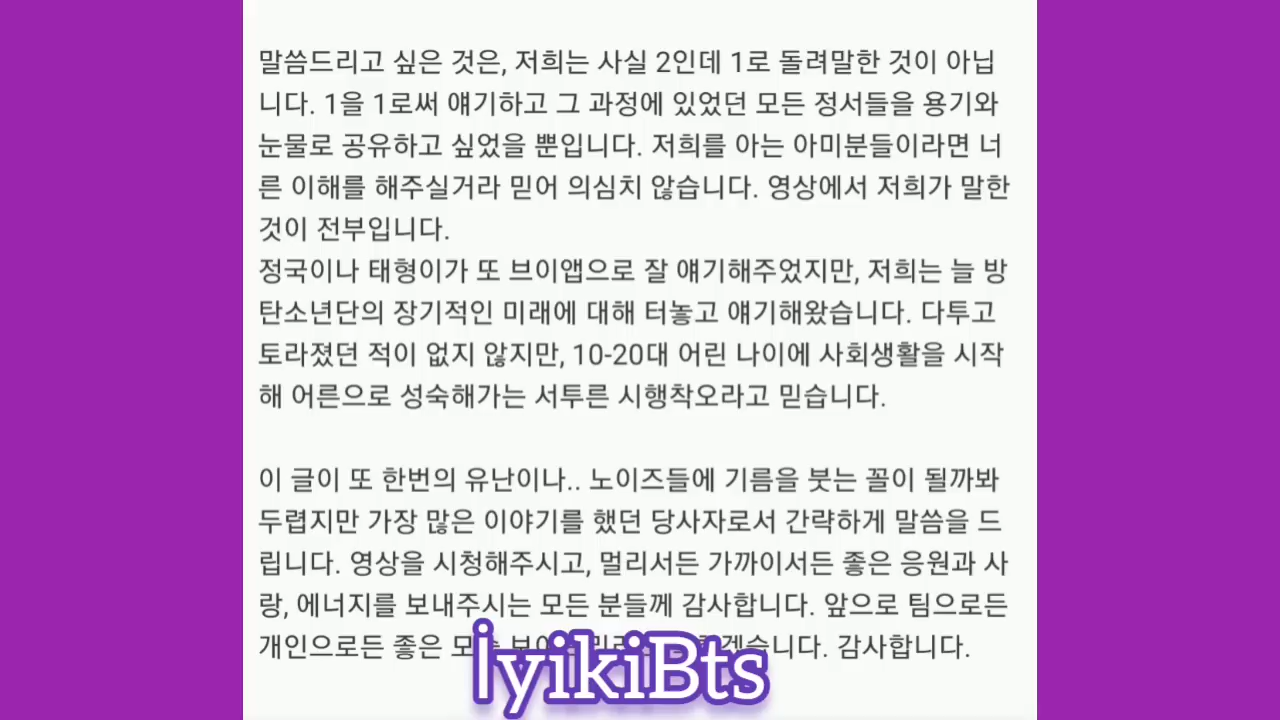 말씀드리고 싶은 것은, 저희는 사실 2인데 1로 돌려말한 것이 아닙
니다. 1을 1로써 얘기하고 그 과정에 있었던 모든 정서들을 용기와
눈물로 공유하고 싶었을 뿐입니다. 저희를 아는 아미분들이라면 너
른 이해를 해주실거라 믿어 의심치 않습니다. 영상에서 저희가 말한
것이 전부입니다.
정국이나 태형이가 또 브이앱으로 잘 얘기해주었지만, 저희는 늘 방
탄소년단의 장기적인 미래에 대해 터놓고 얘기해왔습니다. 다투고
토라졌던 적이 없지 않지만, 10-20대 어린 나이에 사회생활을 시작
해 어른으로 성숙해가는 서투른 시행착오라고 믿습니다.
이 글이 또 한번의 유난이나.. 노이즈들에 기름을 붓는 꼴이 될까봐
두렵지만 가장 많은 이야기를 했던 당사자로서 간략하게 말씀을 드
립니다. 영상을 시청해주시고, 멀리서든 가까이서든 좋은 응원과 사
랑, 에너지를 보내주시는 모든 분들께 감사합니다. 앞으로 팀으로든
개인으로든 좋은 감사합니다.
İyikiBts